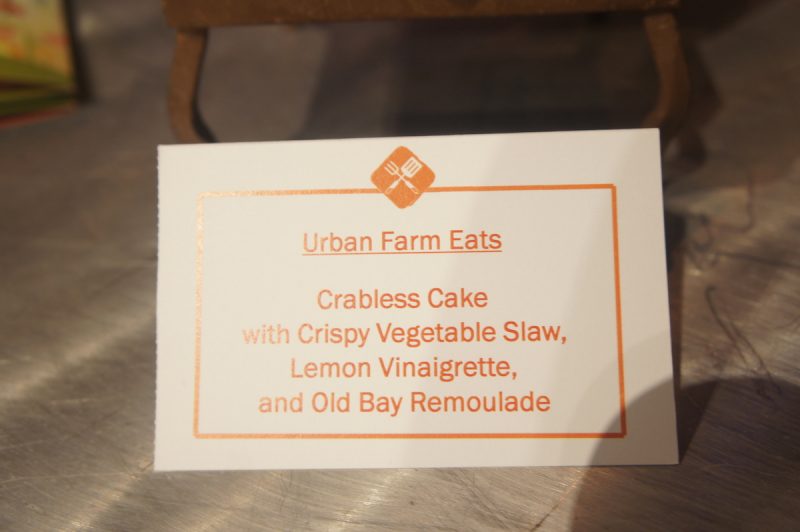 Urban Farm Eats
Crabless Cake
with Crispy Vegetable Slaw,
Lemon Vinaigrette,
and Old Bay Remoulade